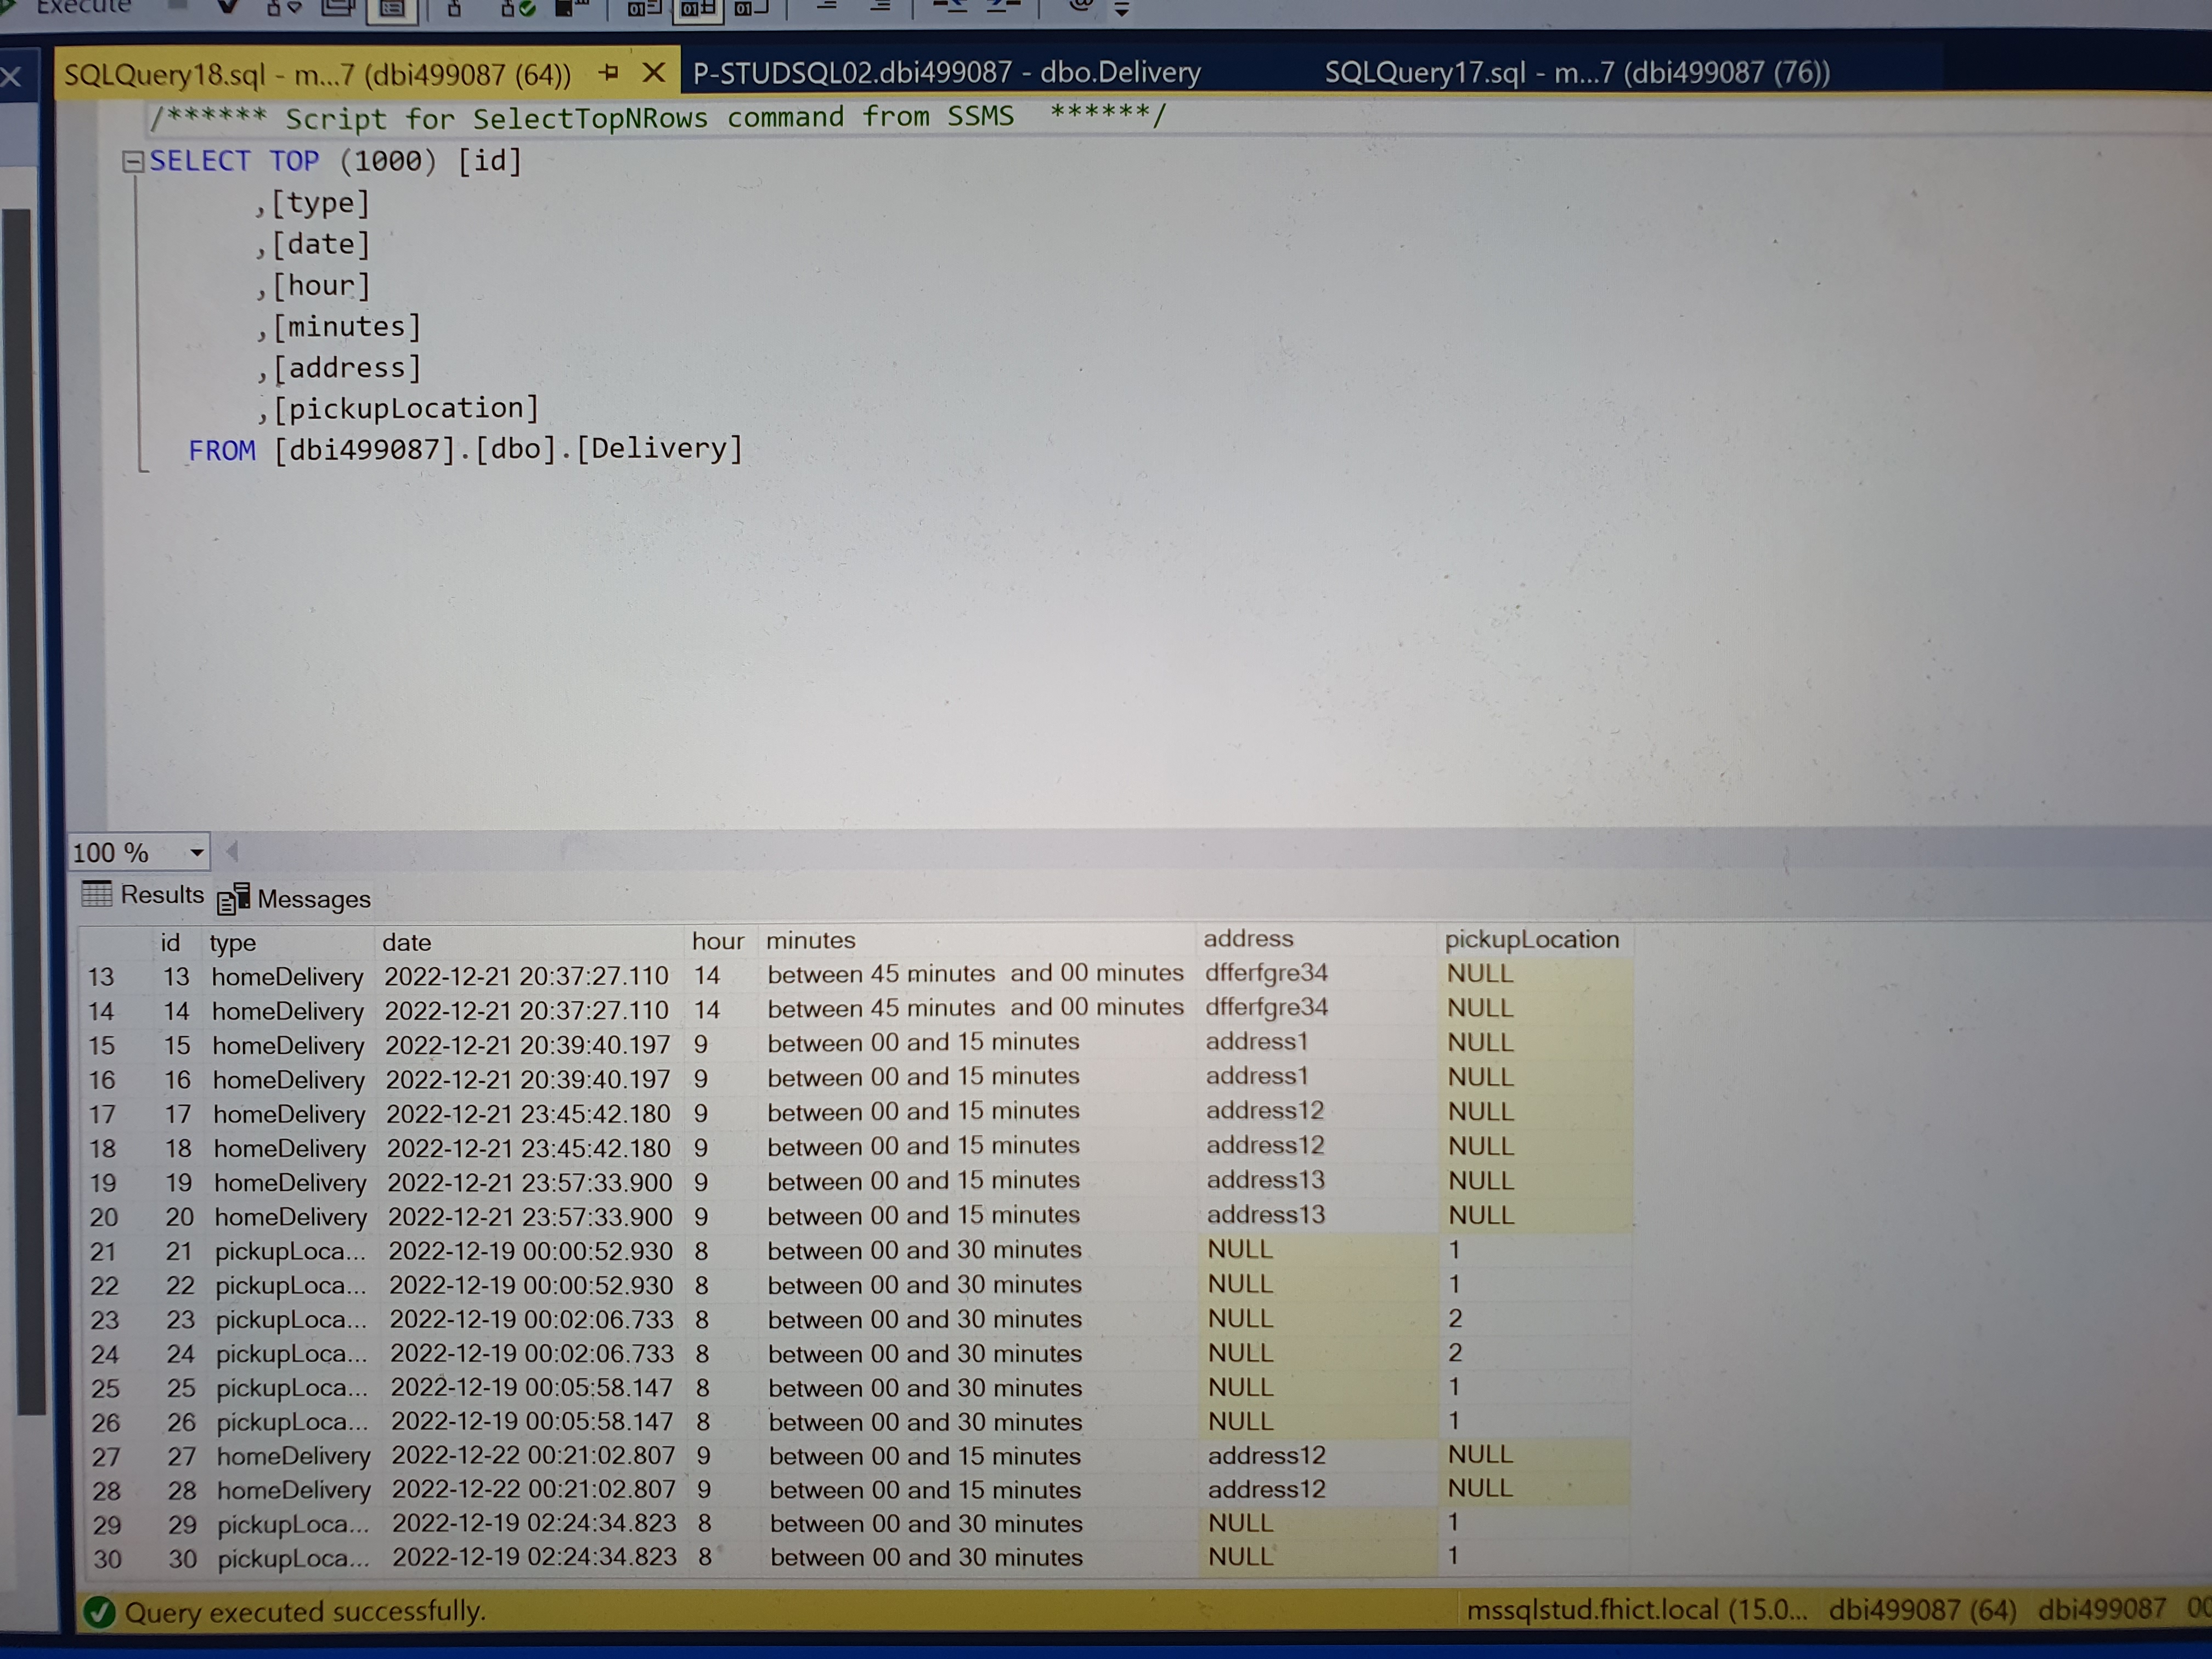 Execute
SQLQuery18.sql - m...7 (dbi499087 (64))
P-STUDSQL02.dbi499087 - dbo.Delivery
SQLQuery17.sql - m...7 (dbi499087 (76))
/****** Script for SelectTopNRows command from SSMS  ******/
SELECT TOP (1000) [id]
,[type]
,[date]
,[hour]
,[minutes]
,[address]
,[pickupLocation]
FROM [dbi499087].[dbo].[Delivery]
100 %
Results Messages
id type date hour minutes address pickupLocation
13 13 homeDelivery 2022-12-21 20:37:27.110 14 between 45 minutes  and 00 minutes dfferfgre34 NULL
14 14 homeDelivery 2022-12-21 20:37:27.110 14 between 45 minutes  and 00 minutes dfferfgre34 NULL
15 15 homeDelivery 2022-12-21 20:39:40.197 9 between 00 and 15 minutes address1 NULL
16 16 homeDelivery 2022-12-21 20:39:40.197 9 between 00 and 15 minutes address1 NULL
17 17 homeDelivery 2022-12-21 23:45:42.180 9 between 00 and 15 minutes address12 NULL
18 18 homeDelivery 2022-12-21 23:45:42.180 9 between 00 and 15 minutes address12 NULL
19 19 homeDelivery 2022-12-21 23:57:33.900 9 between 00 and 15 minutes address13 NULL
20 20 homeDelivery 2022-12-21 23:57:33.900 9 between 00 and 15 minutes address13 NULL
21 21 pickupLoca... 2022-12-19 00:00:52.930 8 between 00 and 30 minutes NULL 1
22 22 pickupLoca... 2022-12-19 00:00:52.930 8 between 00 and 30 minutes NULL 1
23 23 pickupLoca... 2022-12-19 00:02:06.733 8 between 00 and 30 minutes NULL 2
24 24 pickupLoca... 2022-12-19 00:02:06.733 8 between 00 and 30 minutes NULL 2
25 25 pickupLoca... 2022-12-19 00:05:58.147 8 between 00 and 30 minutes NULL 1
26 26 pickupLoca... 2022-12-19 00:05:58.147 8 between 00 and 30 minutes NULL 1
27 27 homeDelivery 2022-12-22 00:21:02.807 9 between 00 and 15 minutes address12 NULL
28 28 homeDelivery 2022-12-22 00:21:02.807 9 between 00 and 15 minutes address12 NULL
29 29 pickupLoca... 2022-12-19 02:24:34.823 8 between 00 and 30 minutes NULL 1
30 30 pickupLoca... 2022-12-19 02:24:34.823 8 between 00 and 30 minutes NULL 1
Query executed successfully. mssqlstud.fhict.local (15.0... dbi499087 (64) dbi499087